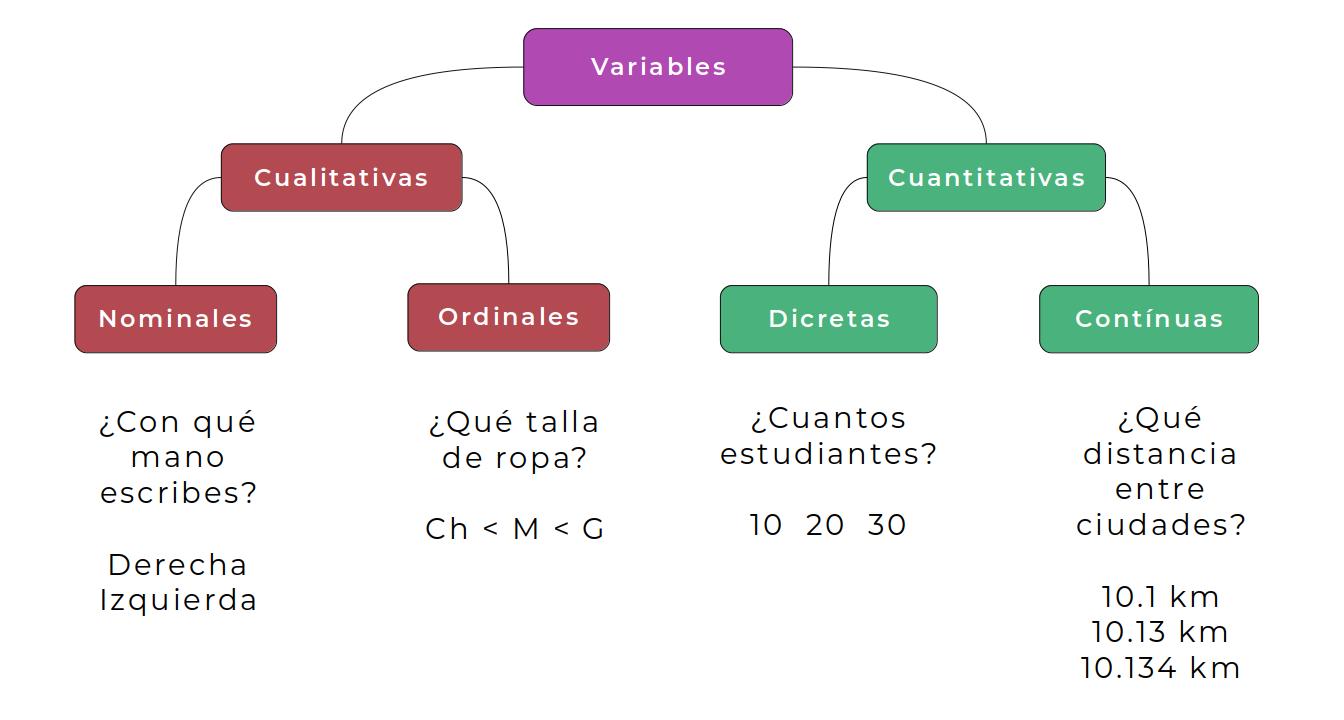 Variables
Cualitativas
Cuantitativas
Nominales
Ordinales
Dicretas
Contínuas
¿Con qué
mano
escribes?
Derecha
Izquierda
¿Qué talla
de ropa?
Ch < M < G
¿Cuantos
estudiantes?
10 20 30
¿Qué
distancia
entre
ciudades?
10.1 km
10.13 km
10.134 km